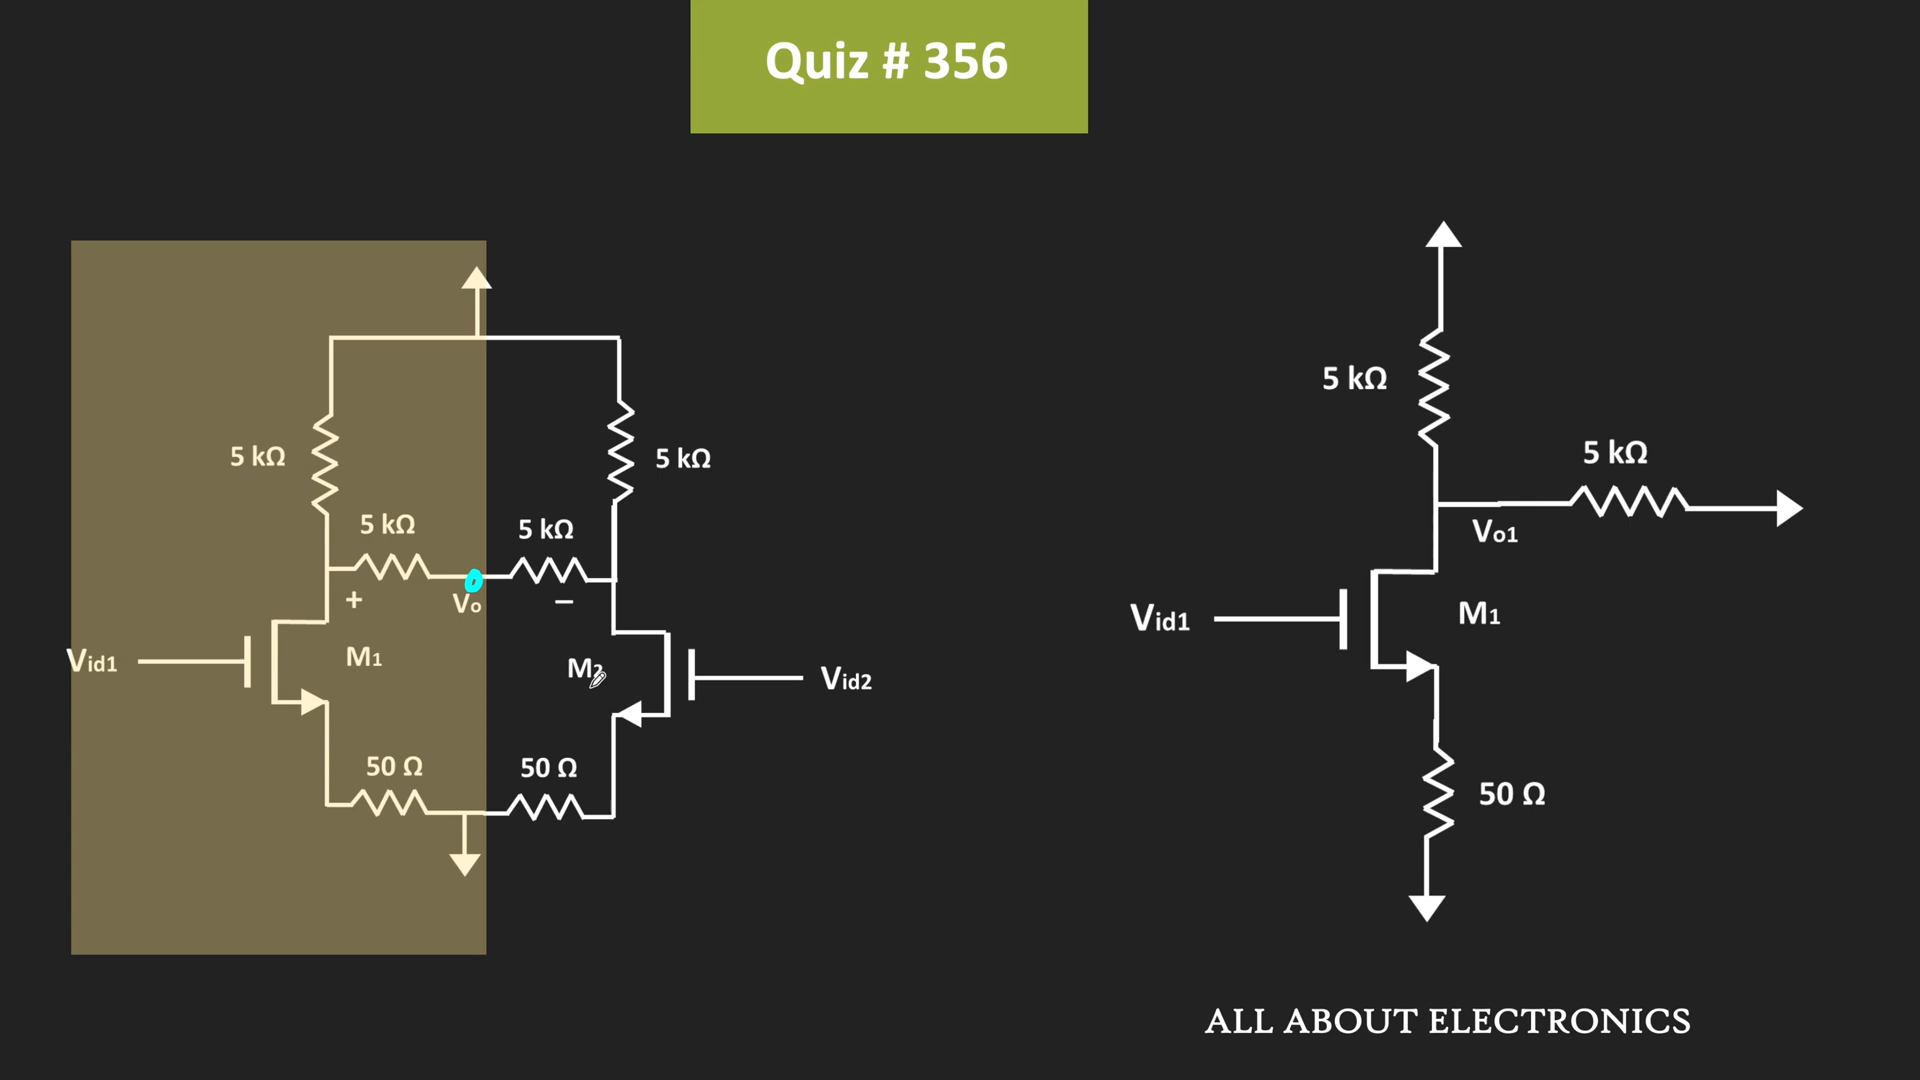 Quiz # 356
5 kΩ
5 kΩ
5 kΩ
5 kΩ
+
Vo
–
Vid1
M1
M2
Vid2
50 Ω
50 Ω
5 kΩ
5 kΩ
Vo1
Vid1
M1
50 Ω
ALL ABOUT ELECTRONICS